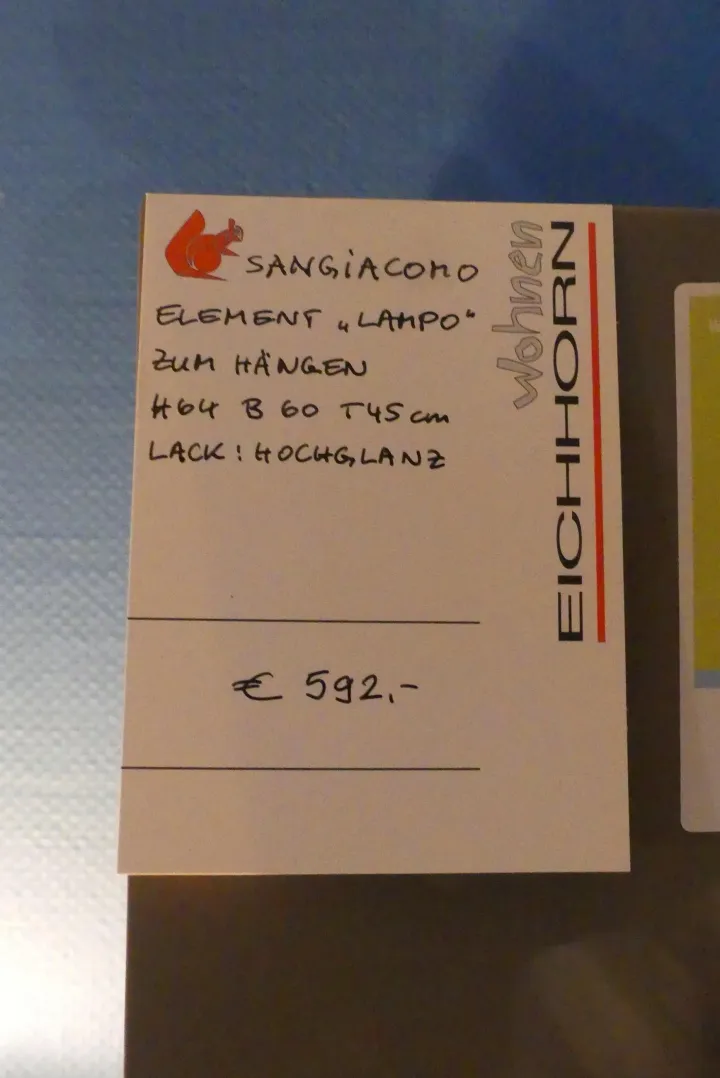 SANGiACOMO
ELEMENT „LAMPO“
ZUM HÄNGEN
H64 B 60 T45 cm
LACK: HOCHGLANZ
€ 592,-
Wohnen
EICHHORN